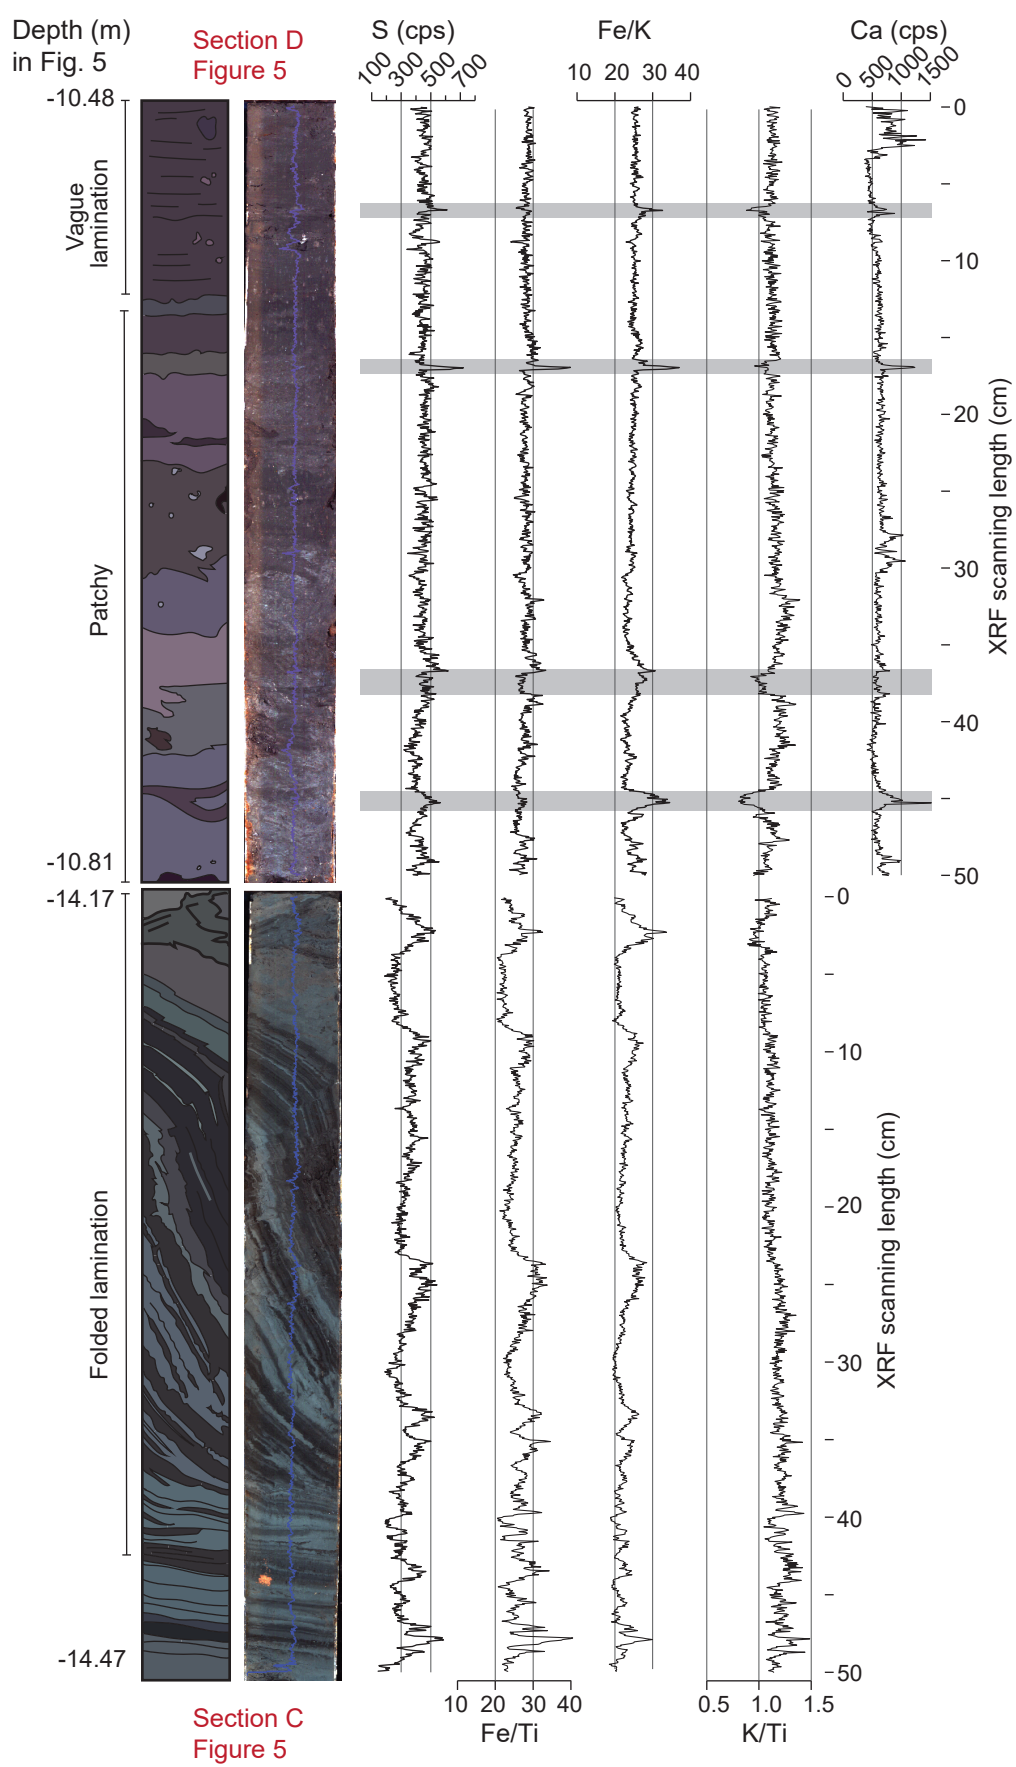 Depth (m)
in Fig. 5
Section D
Figure 5
S (cps)
100 300 500 700
Fe/K
10 20 30 40
Ca (cps)
0 500 1000 1500
-10.48
Vague
lamination
Patchy
-10.81
0
10
20
30
40
50
XRF scanning length (cm)
-14.17
Folded lamination
-14.47
0
10
20
30
40
50
XRF scanning length (cm)
10 20 30 40
Fe/Ti
0.5 1.0 1.5
K/Ti
Section C
Figure 5